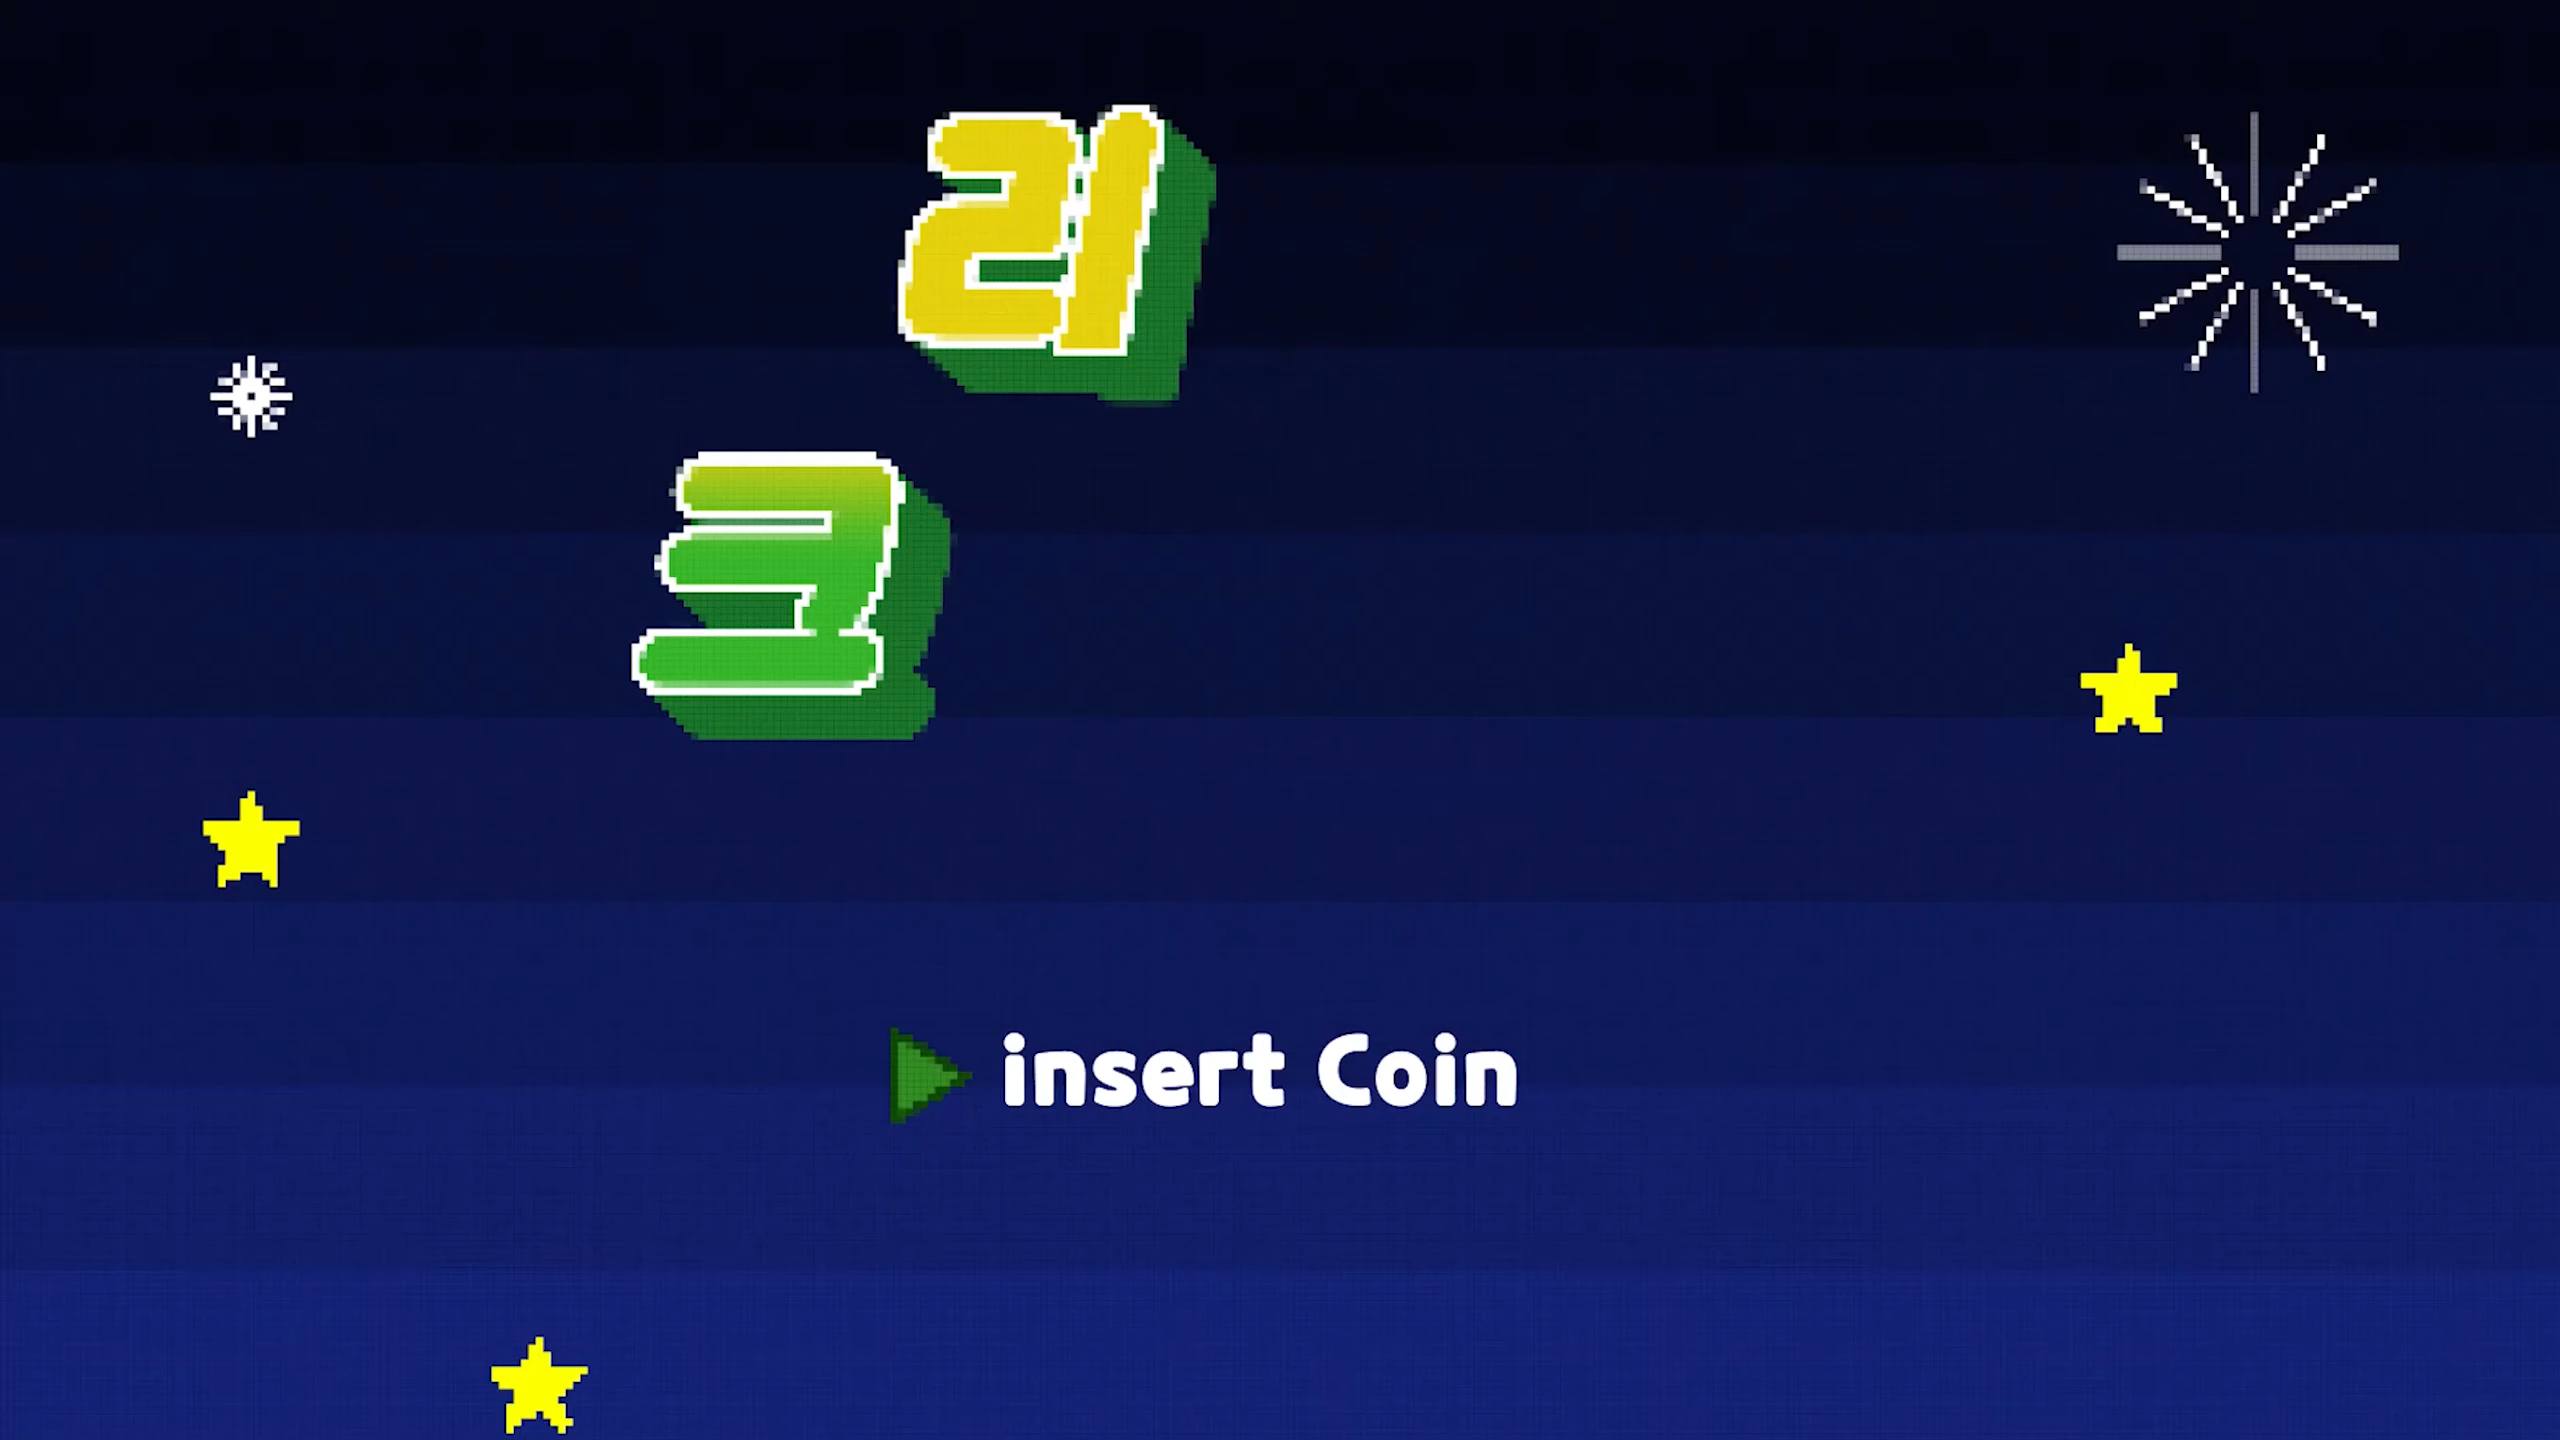 리
크
insert Coin